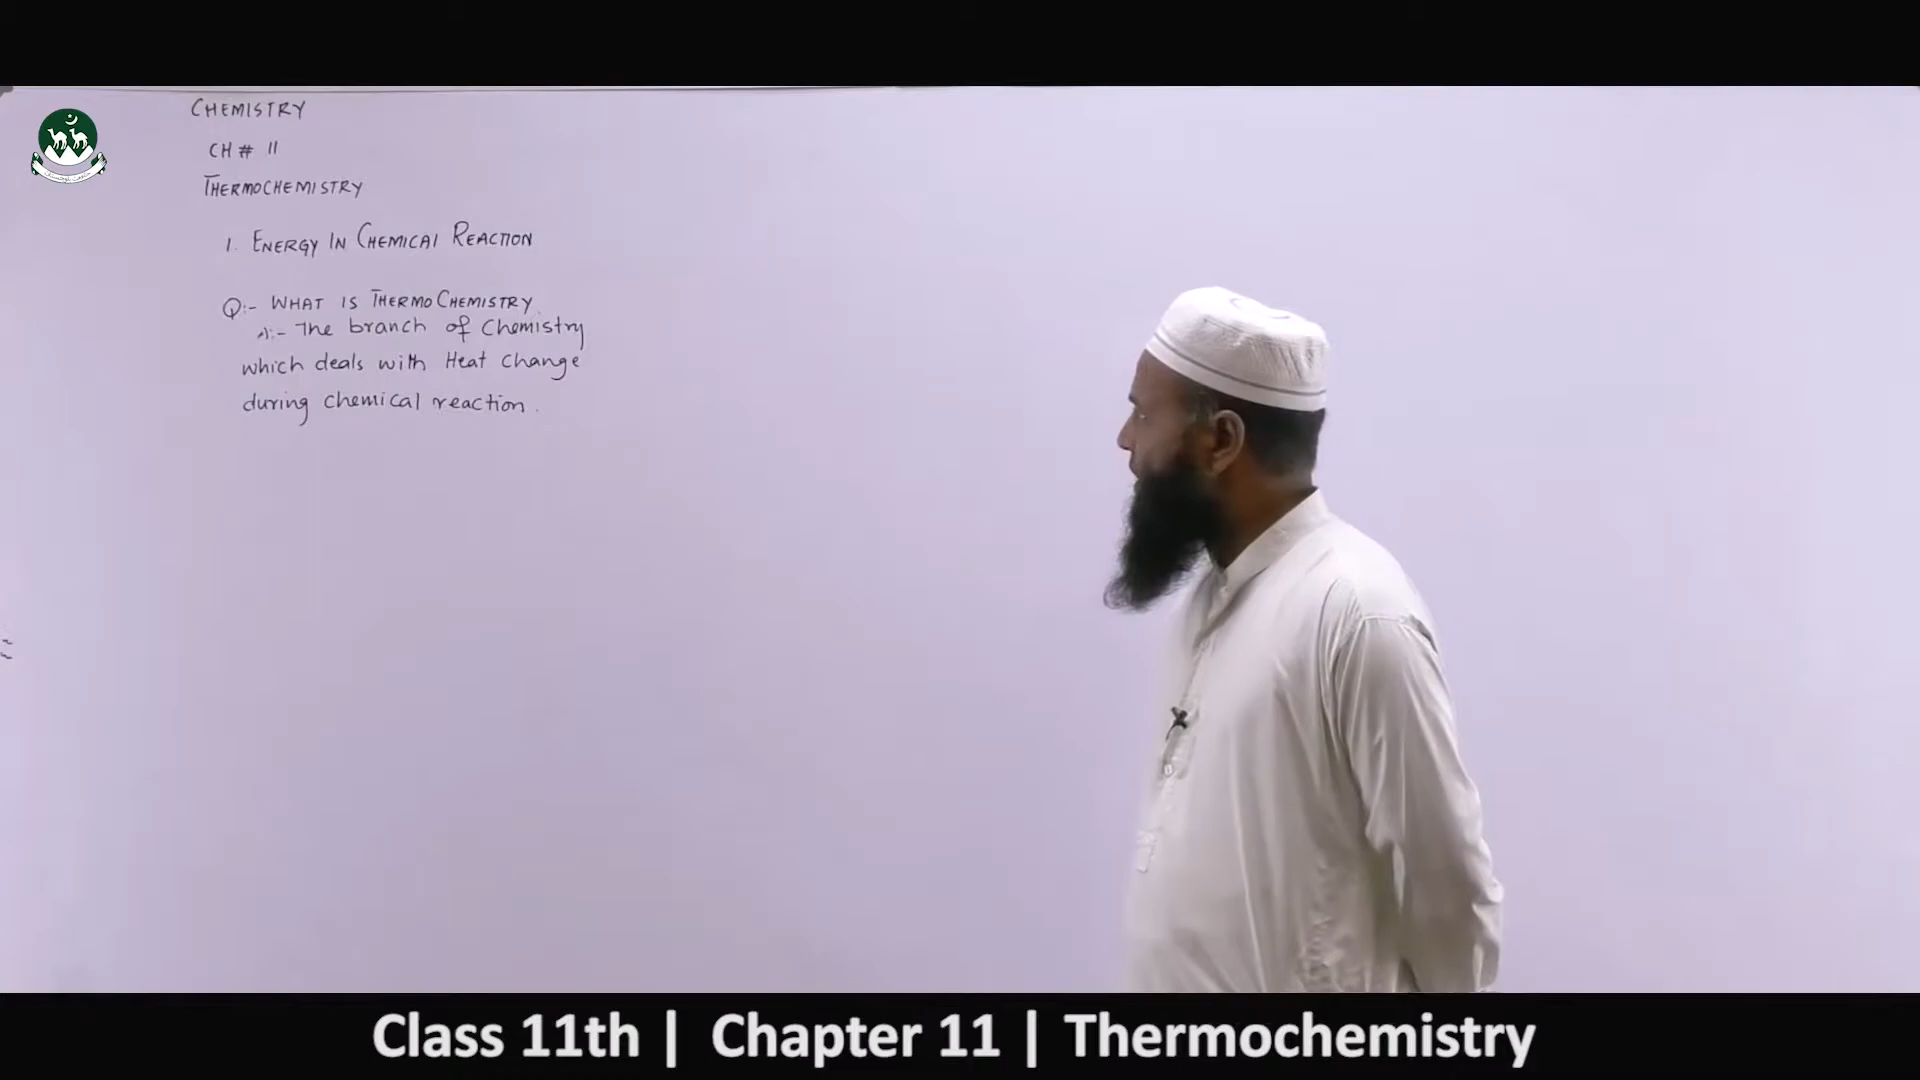 CHEMISTRY
CH # 11
THERMOCHEMISTRY
1. ENERGY IN CHEMICAL REACTION
Q:- WHAT IS THERMOCHEMISTRY.
A:- The branch of Chemistry
which deals with Heat Change
during chemical reaction.
Class 11th | Chapter 11 | Thermochemistry